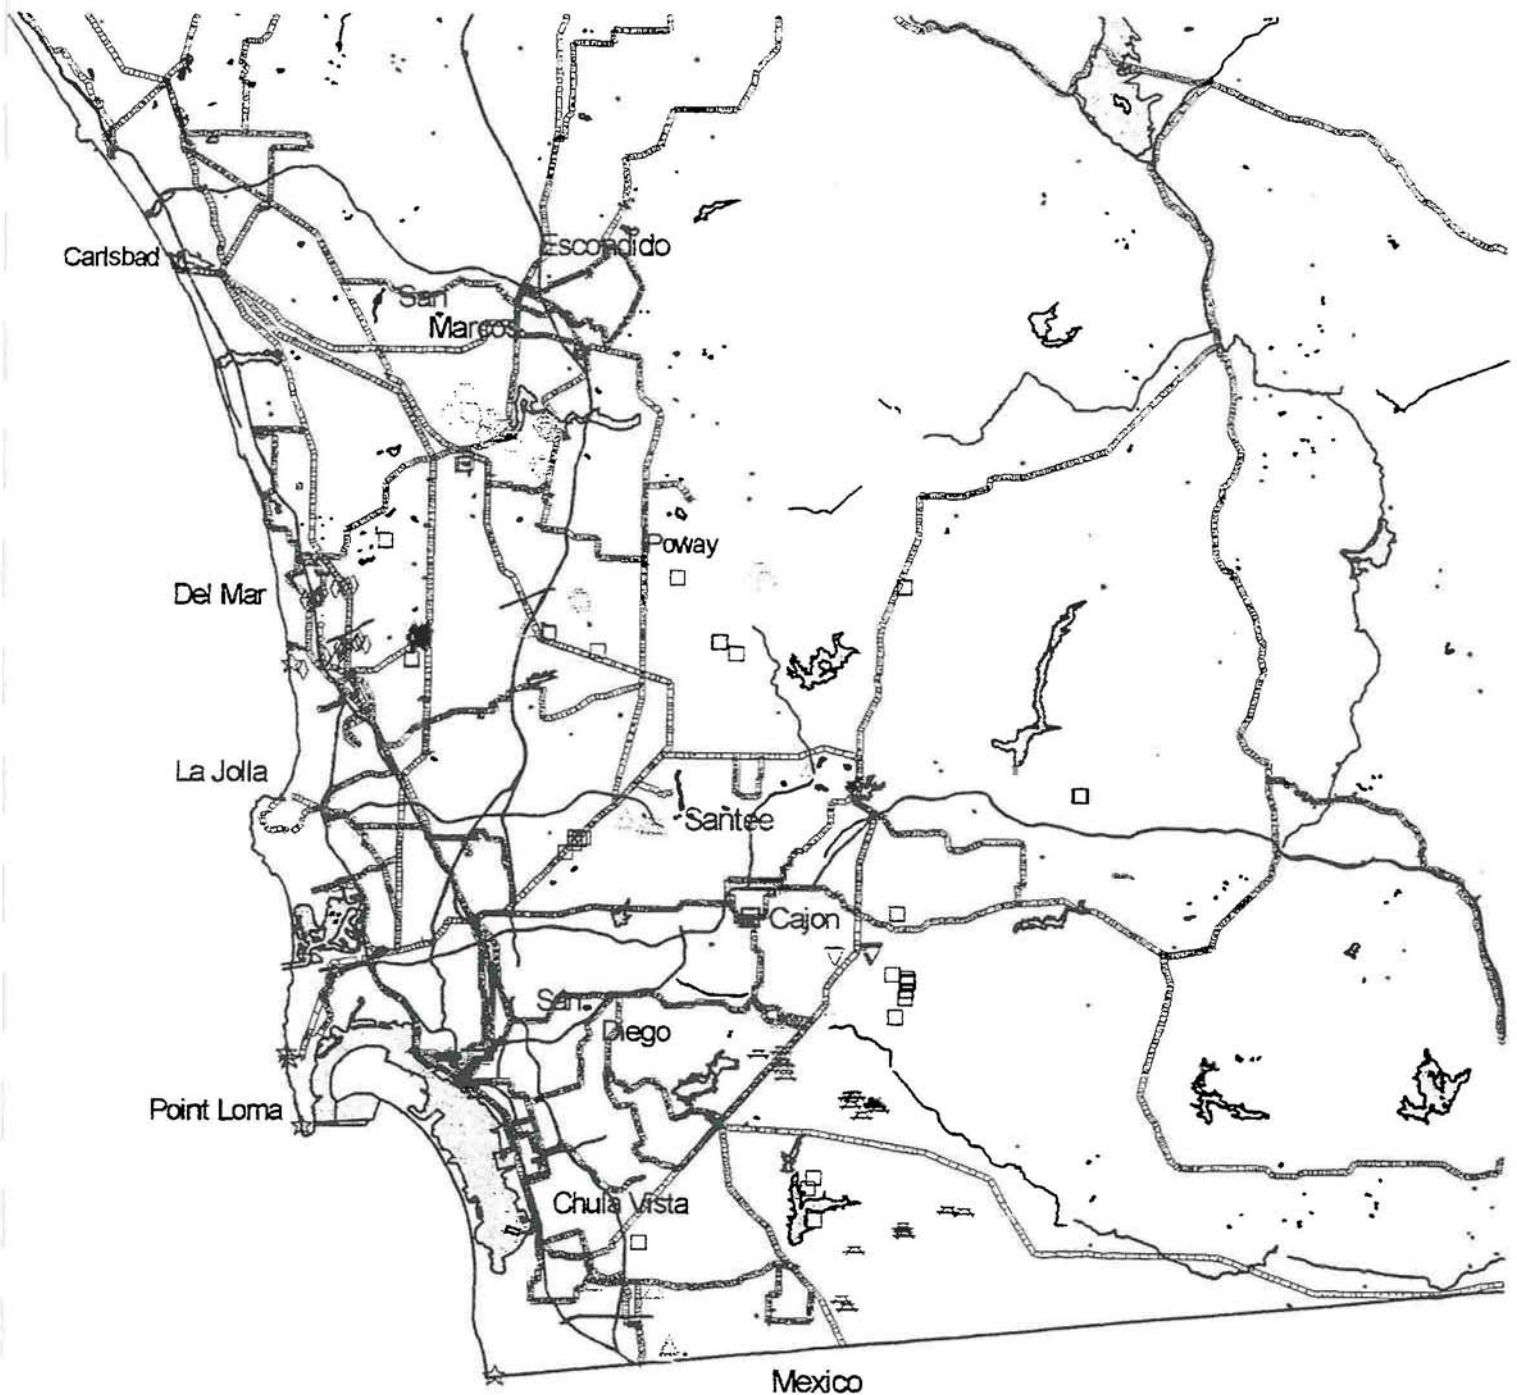 Carlsbad
Escondido
San
Marcos
Poway
Del Mar
La Jolla
Santee
Cajon
San
Diego
Point Loma
Chula Vista
Mexico